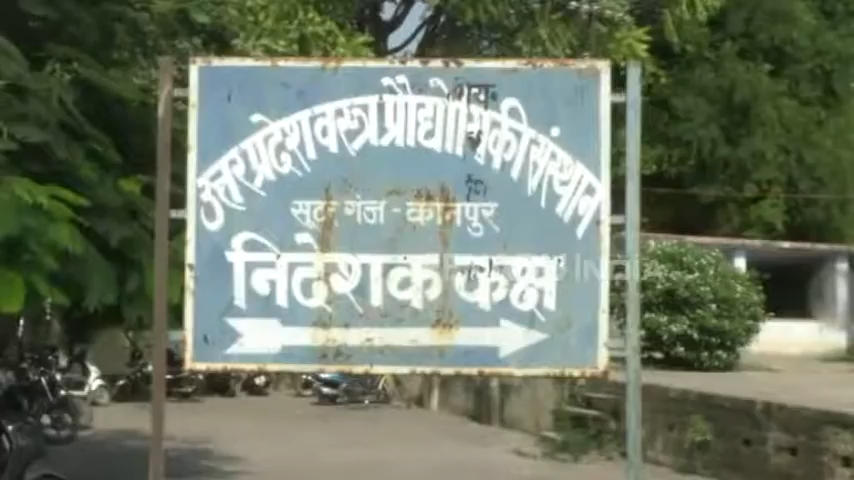 उत्तर प्रदेश वस्त्र प्रौद्योगिकी संस्थान
सूटर गंज - कानपुर
निदेशक कक्ष